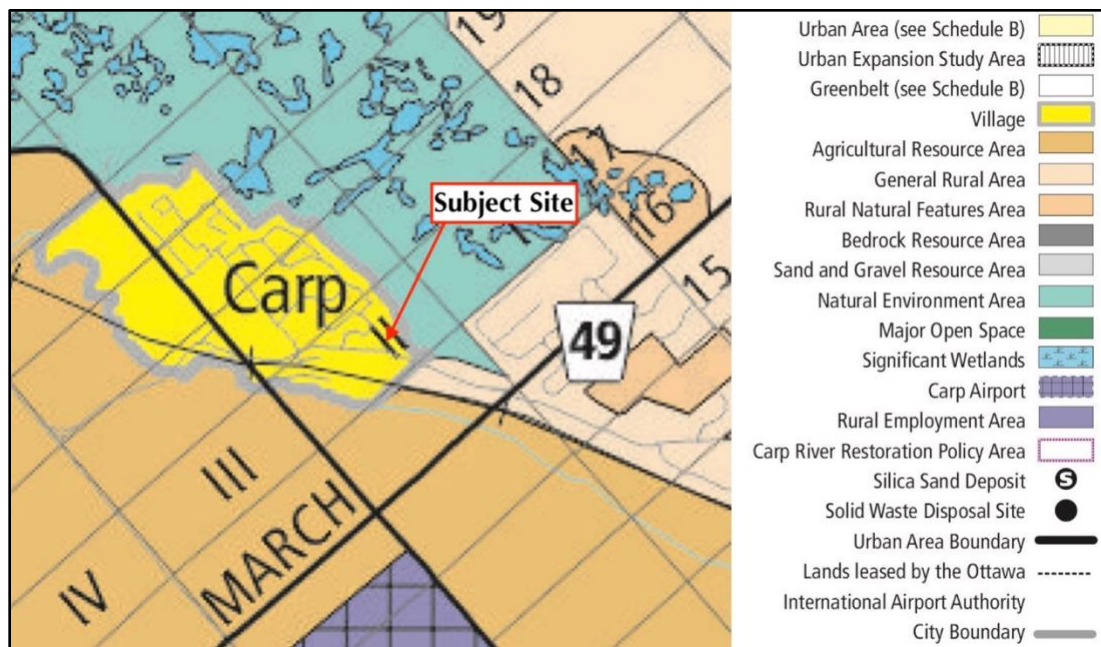 19
18
17
16
15
Subject Site
Carp
49
III
MARCH
IV
Urban Area (see Schedule B)
Urban Expansion Study Area
Greenbelt (see Schedule B)
Village
Agricultural Resource Area
General Rural Area
Rural Natural Features Area
Bedrock Resource Area
Sand and Gravel Resource Area
Natural Environment Area
Major Open Space
Significant Wetlands
Carp Airport
Rural Employment Area
Carp River Restoration Policy Area
Silica Sand Deposit
S
Solid Waste Disposal Site
Urban Area Boundary
Lands leased by the Ottawa
International Airport Authority
City Boundary